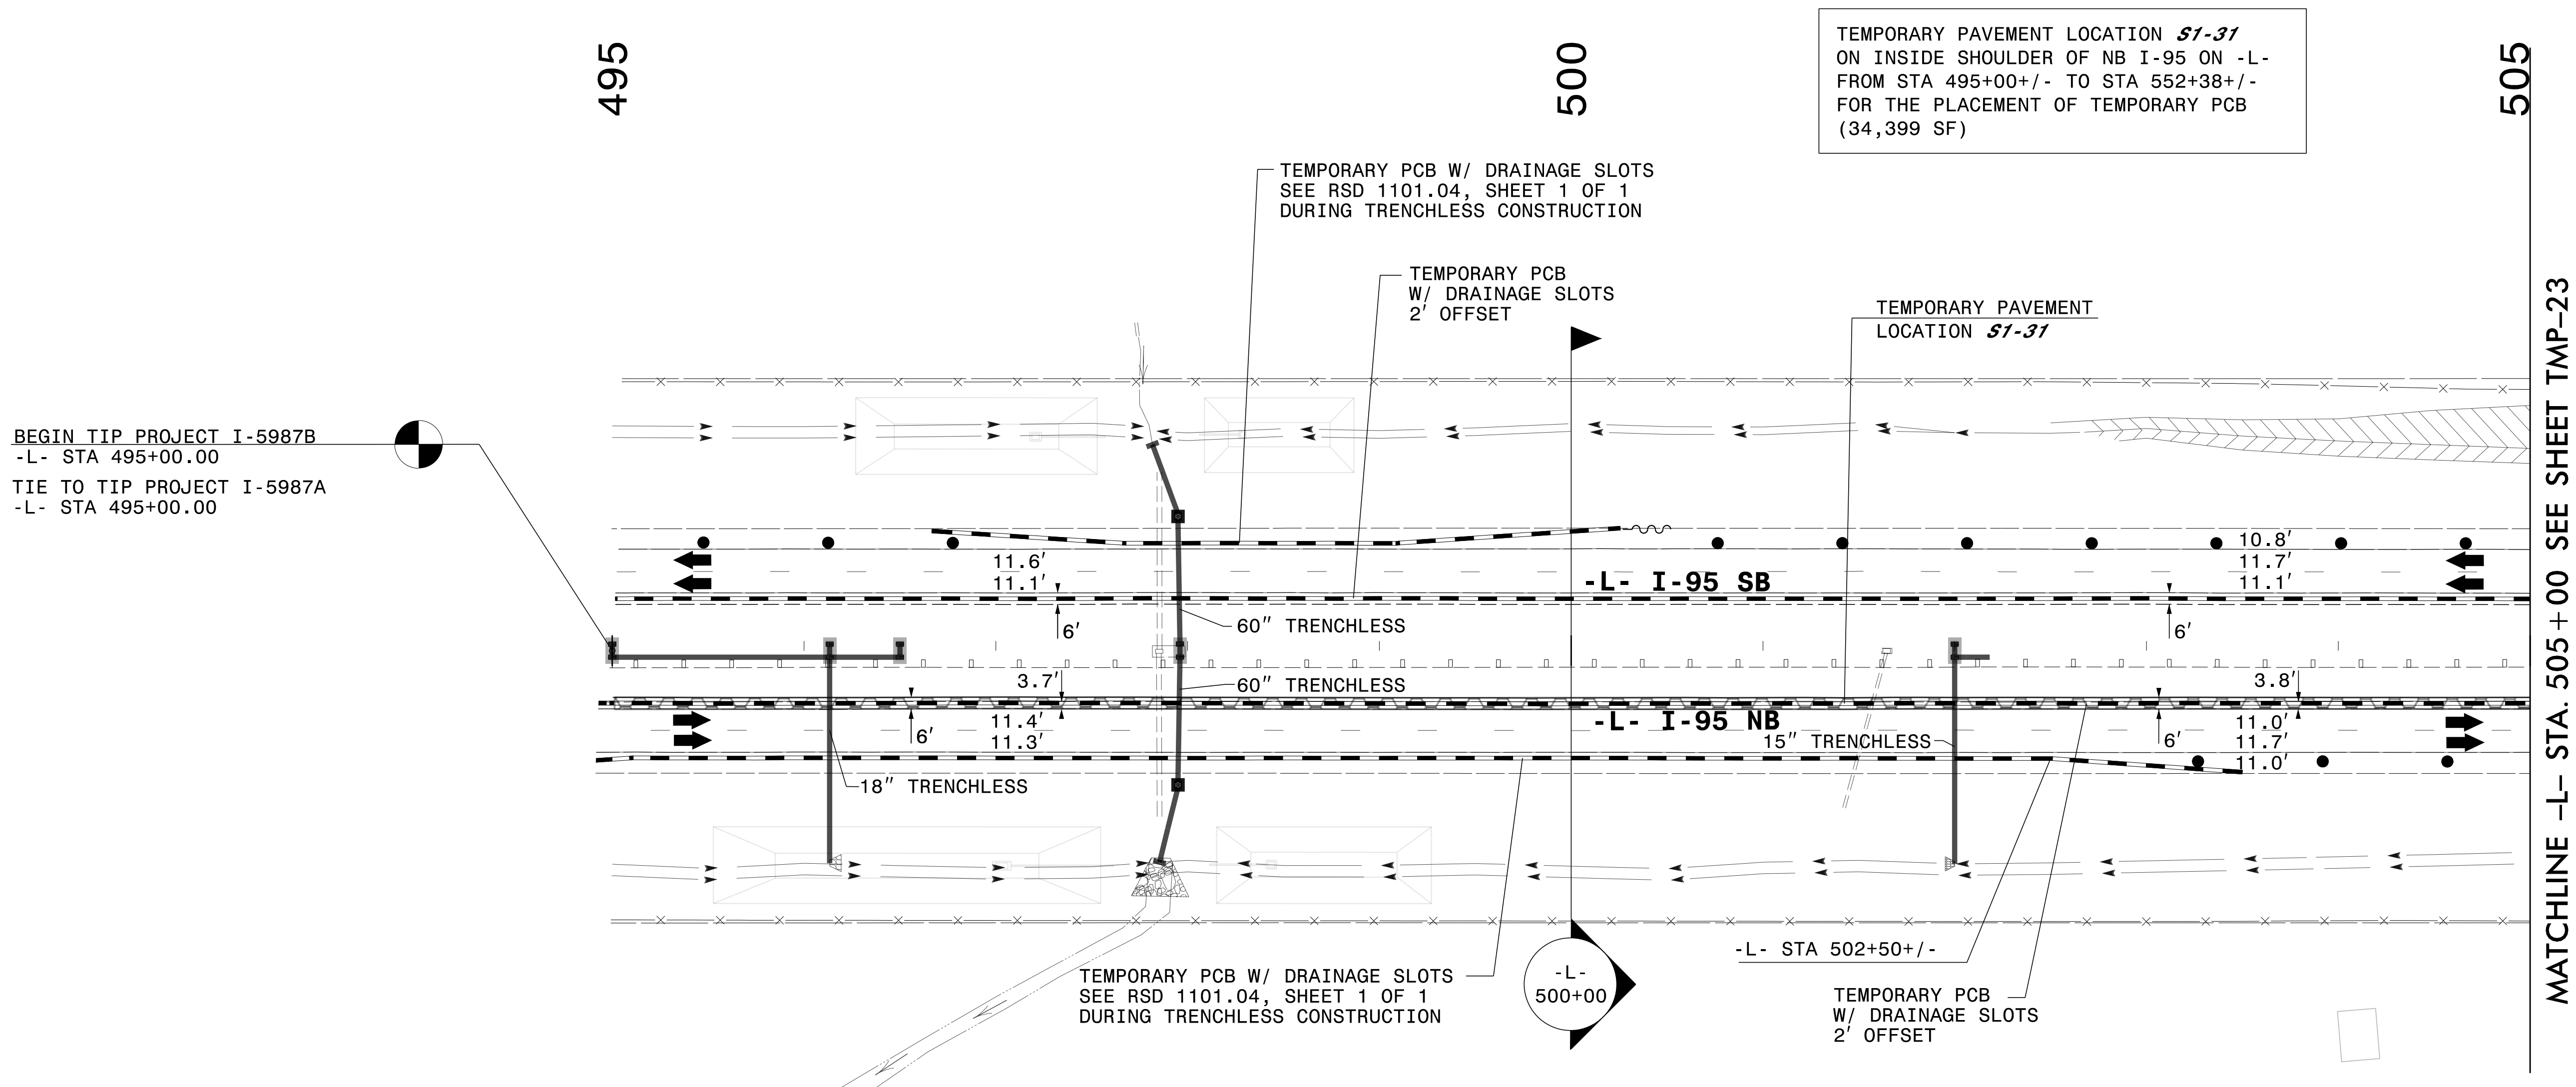 495
500
505
TEMPORARY PAVEMENT LOCATION S1-31
ON INSIDE SHOULDER OF NB I-95 ON -L-
FROM STA 495+00+/- TO STA 552+38+/-
FOR THE PLACEMENT OF TEMPORARY PCB
(34,399 SF)
TEMPORARY PCB W/ DRAINAGE SLOTS
SEE RSD 1101.04, SHEET 1 OF 1
DURING TRENCHLESS CONSTRUCTION
TEMPORARY PCB
W/ DRAINAGE SLOTS
2' OFFSET
TEMPORARY PAVEMENT
LOCATION S1-31
BEGIN TIP PROJECT I-5987B
-L- STA 495+00.00
TIE TO TIP PROJECT I-5987A
-L- STA 495+00.00
11.6'
11.1'
6'
-L- I-95 SB
10.8'
11.7'
11.1'
6'
60" TRENCHLESS
60" TRENCHLESS
3.7'
11.4'
11.3'
6'
-L- I-95 NB
15" TRENCHLESS
3.8'
11.0'
11.7'
11.0'
6'
18" TRENCHLESS
TEMPORARY PCB W/ DRAINAGE SLOTS
SEE RSD 1101.04, SHEET 1 OF 1
DURING TRENCHLESS CONSTRUCTION
-L-
500+00
-L- STA 502+50+/-
TEMPORARY PCB
W/ DRAINAGE SLOTS
2' OFFSET
MATCHLINE -L- STA. 505+00 SEE SHEET TMP-23